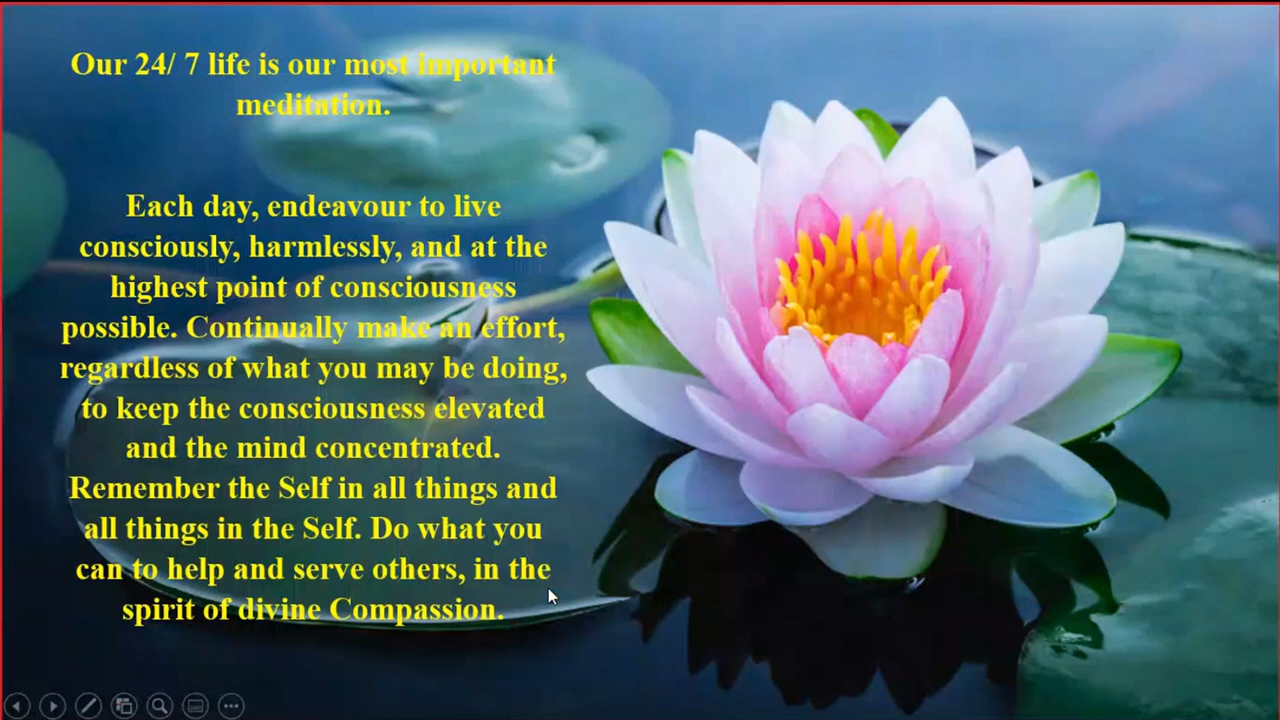 Our 24/ 7 life is our most important
meditation.
Each day, endeavour to live
consciously, harmlessly, and at the
highest point of consciousness
possible. Continually make an effort,
regardless of what you may be doing,
to keep the consciousness elevated
and the mind concentrated.
Remember the Self in all things and
all things in the Self. Do what you
can to help and serve others, in the
spirit of divine Compassion.